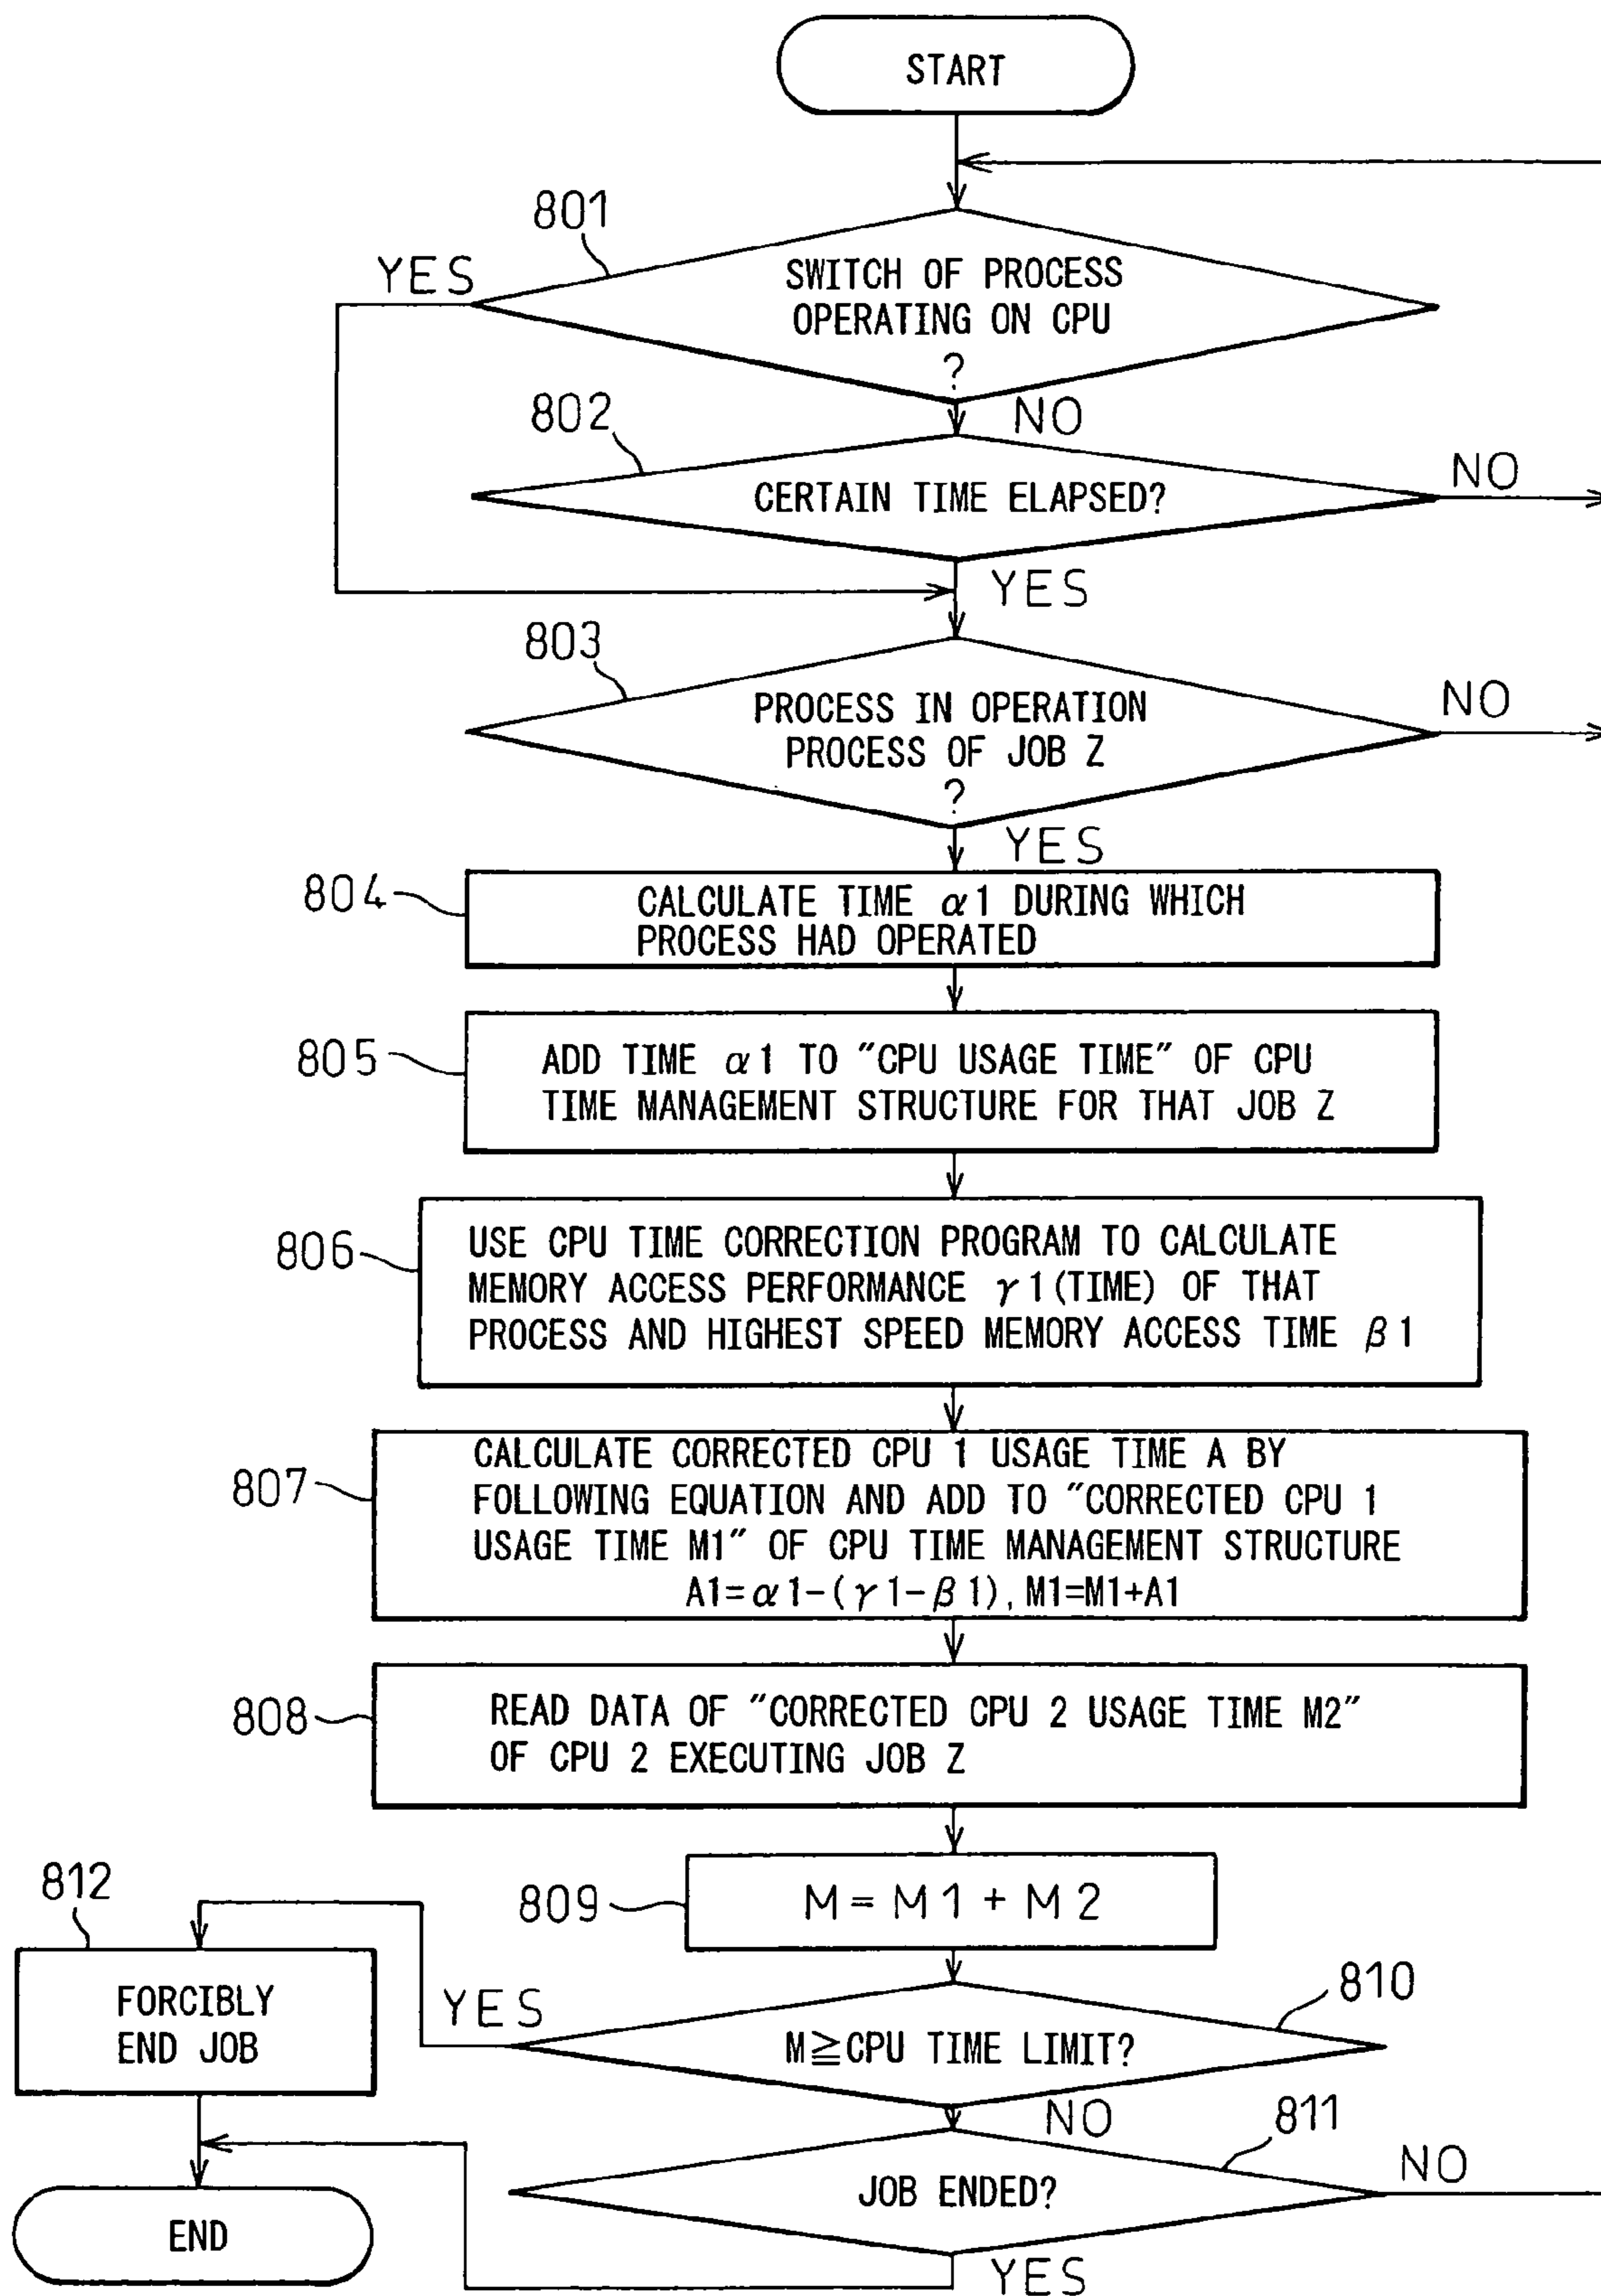 START
801
YES
SWITCH OF PROCESS
OPERATING ON CPU
?
NO
802
CERTAIN TIME ELAPSED?
NO
YES
803
PROCESS IN OPERATION
PROCESS OF JOB Z
?
NO
YES
804
CALCULATE TIME α1 DURING WHICH
PROCESS HAD OPERATED
805
ADD TIME α1 TO "CPU USAGE TIME" OF CPU
TIME MANAGEMENT STRUCTURE FOR THAT JOB Z
806
USE CPU TIME CORRECTION PROGRAM TO CALCULATE
MEMORY ACCESS PERFORMANCE γ1(TIME) OF THAT
PROCESS AND HIGHEST SPEED MEMORY ACCESS TIME β1
807
CALCULATE CORRECTED CPU 1 USAGE TIME A BY
FOLLOWING EQUATION AND ADD TO "CORRECTED CPU 1
USAGE TIME M1" OF CPU TIME MANAGEMENT STRUCTURE
A1=α1-(γ1-β1), M1=M1+A1
808
READ DATA OF "CORRECTED CPU 2 USAGE TIME M2"
OF CPU 2 EXECUTING JOB Z
809
M=M1+M2
812
FORCIBLY
END JOB
YES
810
M≧CPU TIME LIMIT?
NO
811
JOB ENDED?
NO
YES
END